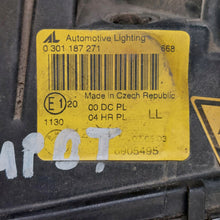 AL Automotive Lighting
0 301 187 271 668
Made in Czech Republic
E1 20 00 DC PL LL
1130 04 HR PL
0905495